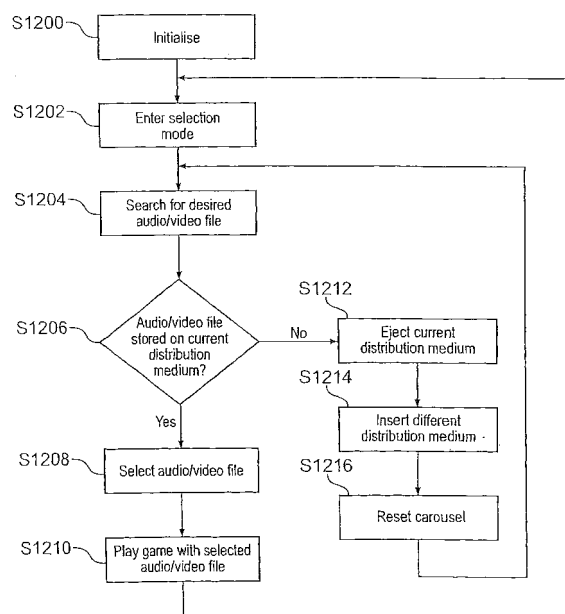 S1200
Initialise
S1202
Enter selection
mode
S1204
Search for desired
audio/video file
S1206
Audio/video file
stored on current
distribution
medium?
No
Yes
S1212
Eject current
distribution medium
S1214
Insert different
distribution medium
S1216
Reset carousel
S1208
Select audio/video file
S1210
Play game with selected
audio/video file